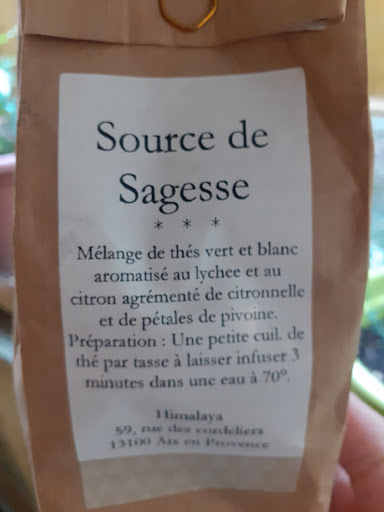 Source de
Sagesse
* * *
Mélange de thés vert et blanc
aromatisé au lychee et au
citron agrémenté de citronnelle
et de pétales de pivoine.
Préparation : Une petite cuil. de
thé par tasse à laisser infuser 3
minutes dans une eau à 70°.
Himalaya
59, rue des cordeliers
13100 Aix en Provence